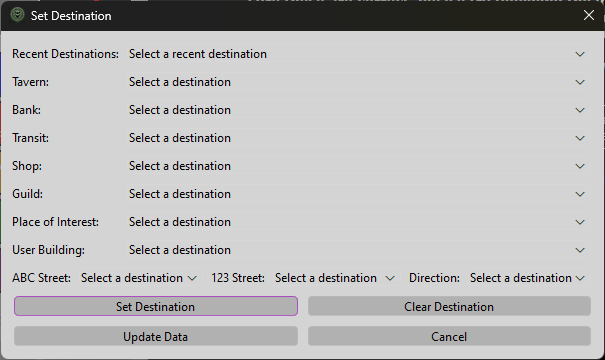 Set Destination
Recent Destinations: Select a recent destination
Tavern: Select a destination
Bank: Select a destination
Transit: Select a destination
Shop: Select a destination
Guild: Select a destination
Place of Interest: Select a destination
User Building: Select a destination
ABC Street: Select a destination 123 Street: Select a destination Direction: Select a destination
Set Destination Clear Destination
Update Data Cancel